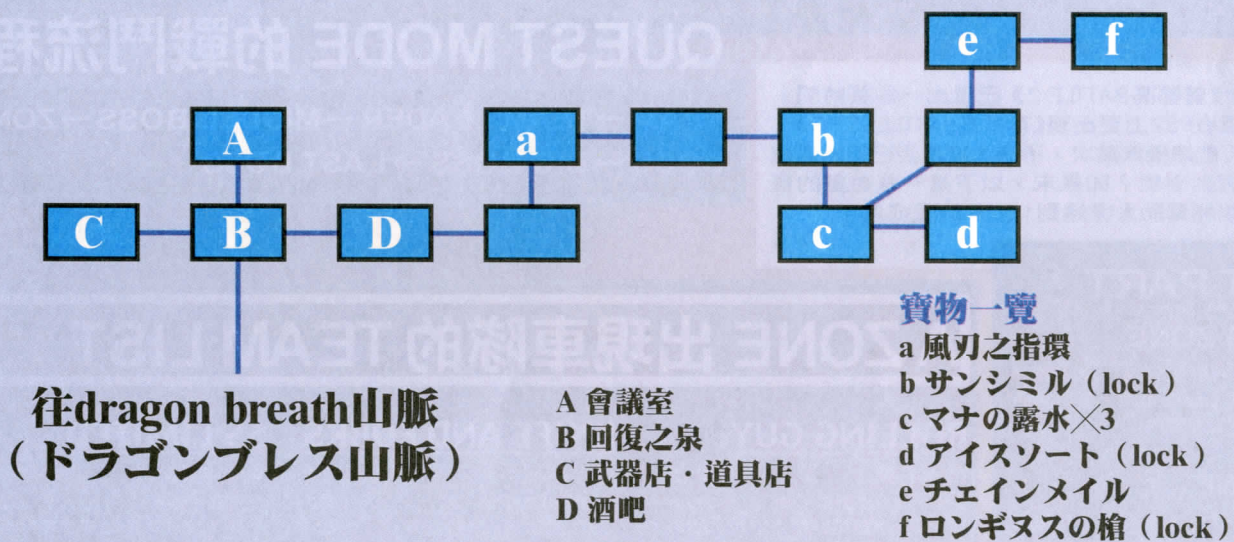 e
f
A
a
b
C
B
D
c
d
往dragon breath山脈
（ドラゴンブレス山脈）
A 會議室
B 回復之泉
C 武器店・道具店
D 酒吧
寶物一覽
a 風刃之指環
b サンシミル（lock）
c マナの露水×3
d アイスソート（lock）
e チェインメイル
f ロンギヌスの槍（lock）